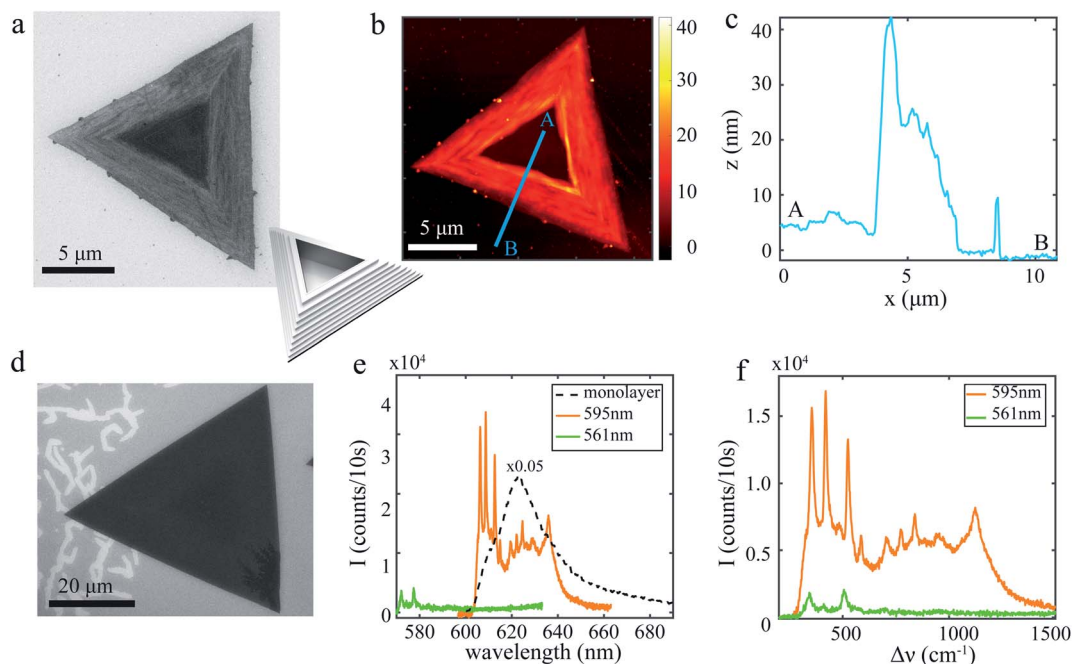 a
5 μm
b
A
B
5 μm
40
30
20
10
0
c
z (nm)
40
30
20
10
0
A
B
0
5
10
x (μm)
d
20 μm
e
x10⁴
I (counts/10s)
4
3
2
1
0
monolayer
595nm
561nm
x0.05
580 600 620 640 660 680
wavelength (nm)
f
x10⁴
I (counts/10s)
1.5
1.0
0.5
0
595nm
561nm
500 1000 1500
Δν (cm⁻¹)